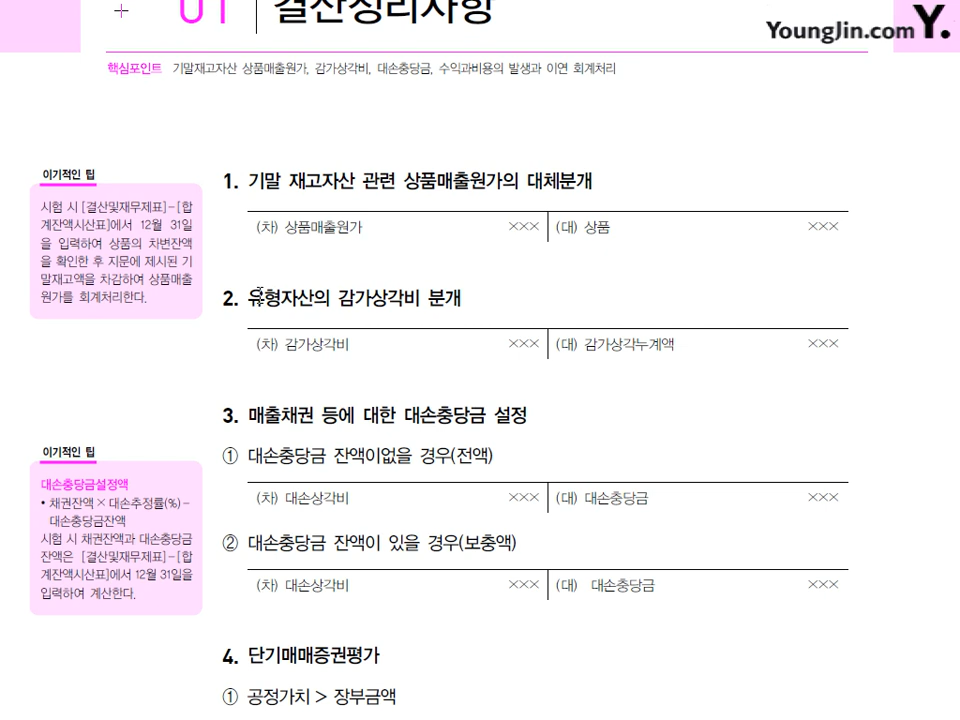 01 결산정리사항
YoungJin.com Y.
핵심포인트 기말재고자산 상품매출원가, 감가상각비, 대손충당금, 수익과비용의 발생과 이연 회계처리
이기적인 팁
시험 시 [결산및재무제표]-[합
계잔액시산표]에서 12월 31일
을 입력하여 상품의 차변잔액
을 확인한 후 지문에 제시된 기
말재고액을 차감하여 상품매출
원가를 회계처리한다.
1. 기말 재고자산 관련 상품매출원가의 대체분개
(차) 상품매출원가 ××× (대) 상품 ×××
2. 유형자산의 감가상각비 분개
(차) 감가상각비 ××× (대) 감가상각누계액 ×××
3. 매출채권 등에 대한 대손충당금 설정
① 대손충당금 잔액이없을 경우(전액)
(차) 대손상각비 ××× (대) 대손충당금 ×××
② 대손충당금 잔액이 있을 경우(보충액)
(차) 대손상각비 ××× (대) 대손충당금 ×××
이기적인 팁
대손충당금설정액
• 채권잔액×대손추정률(%)-
대손충당금잔액
시험 시 채권잔액과 대손충당금
잔액은 [결산및재무제표]-[합
계잔액시산표]에서 12월 31일을
입력하여 계산한다.
4. 단기매매증권평가
① 공정가치 > 장부금액